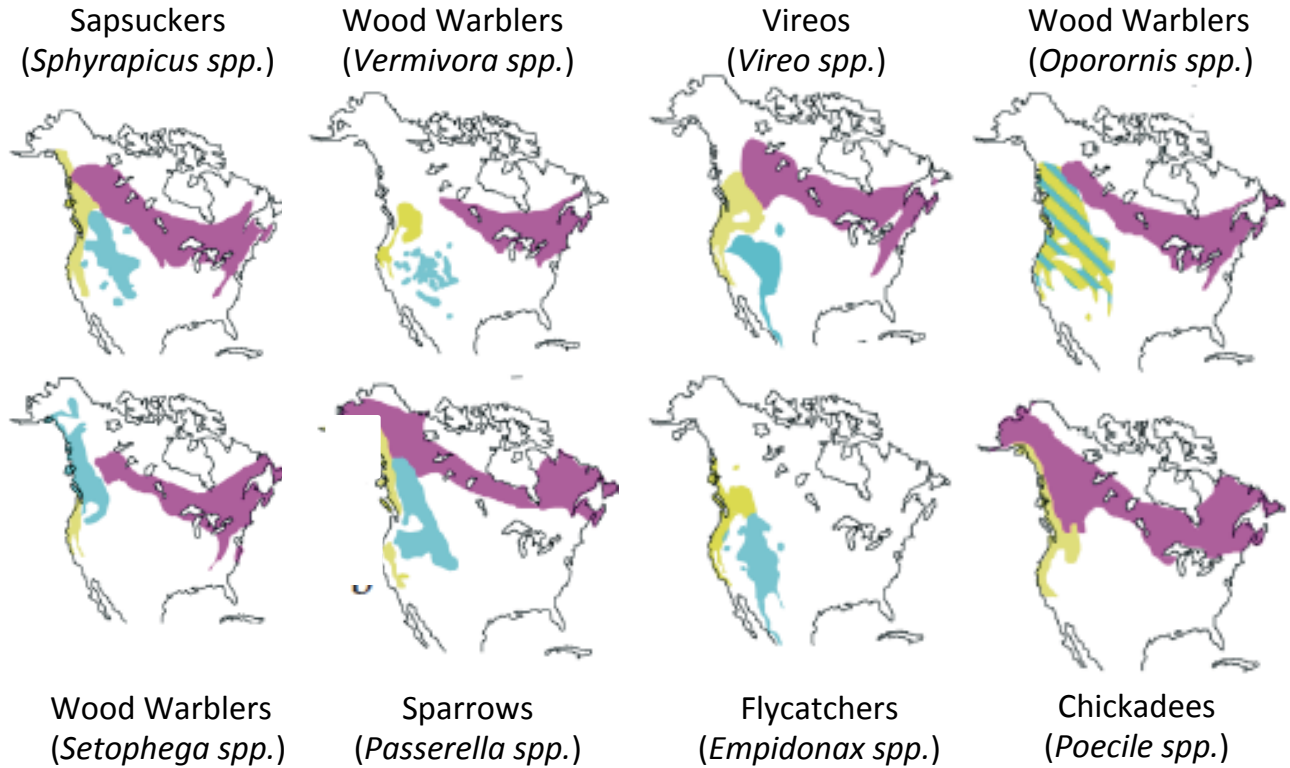 Sapsuckers
(Sphyrapicus spp.)
Wood Warblers
(Vermivora spp.)
Vireos
(Vireo spp.)
Wood Warblers
(Oporornis spp.)
Wood Warblers
(Setophega spp.)
Sparrows
(Passerella spp.)
Flycatchers
(Empidonax spp.)
Chickadees
(Poecile spp.)